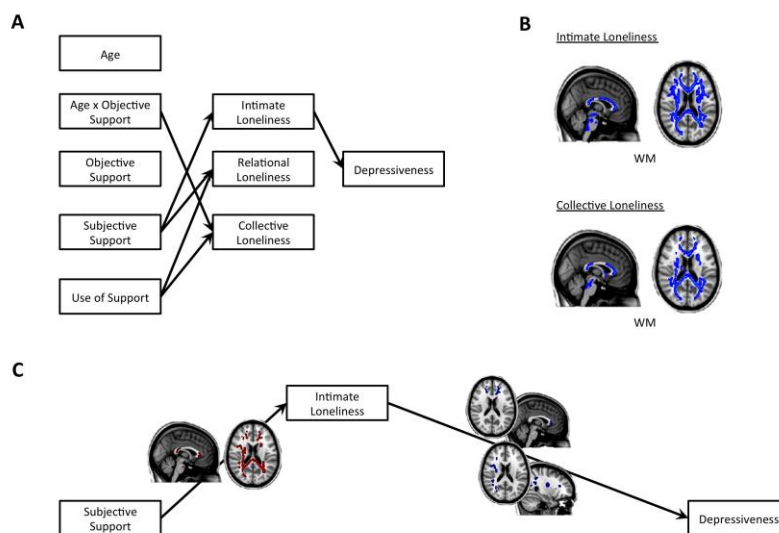 A
Age
Age x Objective
Support
Objective
Support
Subjective
Support
Use of Support
Intimate
Loneliness
Relational
Loneliness
Collective
Loneliness
Depressiveness
B
Intimate Loneliness
WM
Collective Loneliness
WM
C
Intimate
Loneliness
Subjective
Support
Depressiveness